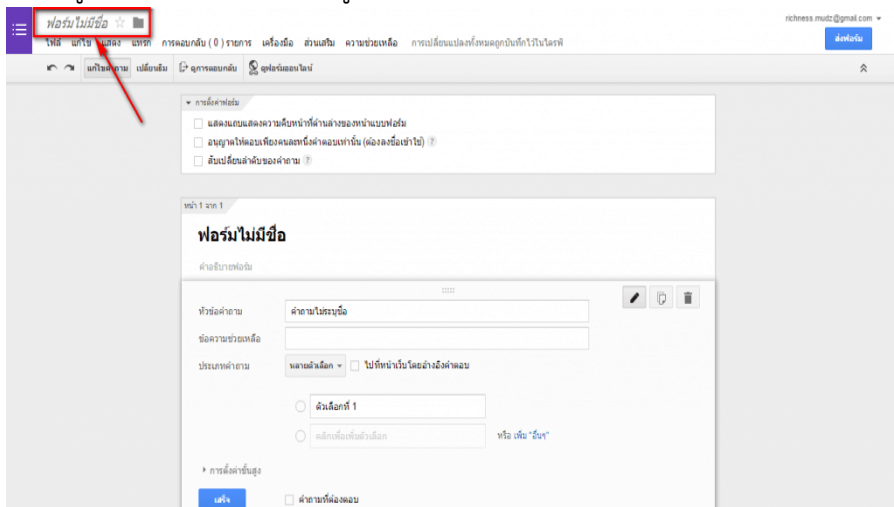 ฟอร์มไม่มีชื่อ
richness.mudz@gmail.com
ไฟล์ แก้ไข แสดง แทรก การตอบกลับ ( 0 ) รายการ เครื่องมือ ส่วนเสริม ความช่วยเหลือ การเปลี่ยนแปลงทั้งหมดถูกบันทึกไว้ในไดรฟ์
ส่งฟอร์ม
แก้ไขคำถาม เปลี่ยนธีม ดูการตอบกลับ ดูฟอร์มออนไลน์
การตั้งค่าฟอร์ม
แสดงแถบแสดงความคืบหน้าที่ด้านล่างของหน้าแบบฟอร์ม
อนุญาตให้ตอบเพียงคนละหนึ่งคำตอบเท่านั้น (ต้องลงชื่อเข้าใช้) ?
สับเปลี่ยนลำดับของคำถาม ?
หน้า 1 จาก 1
ฟอร์มไม่มีชื่อ
คำอธิบายฟอร์ม
หัวข้อคำถาม คำถามไม่ระบุชื่อ
ข้อความช่วยเหลือ
ประเภทคำถาม หลายตัวเลือก ไปที่หน้าเว็บโดยอ้างอิงคำตอบ
ตัวเลือกที่ 1
คลิกเพื่อเพิ่มตัวเลือก หรือ เพิ่ม "อื่นๆ"
การตั้งค่าขั้นสูง
เสร็จ คำถามที่ต้องตอบ